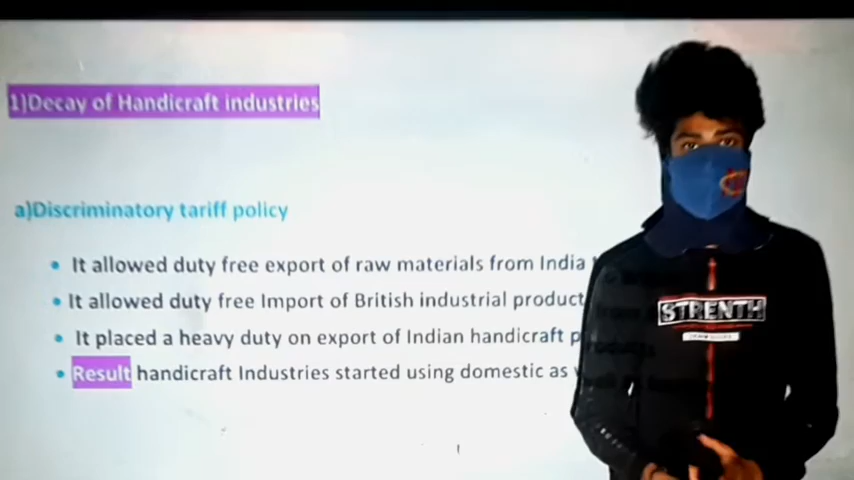 1)Decay of Handicraft industries
a)Discriminatory tariff policy
• It allowed duty free export of raw materials from India
• It allowed duty free Import of British industrial product
• It placed a heavy duty on export of Indian handicraft products
• Result handicraft Industries started using domestic as
STRENTH